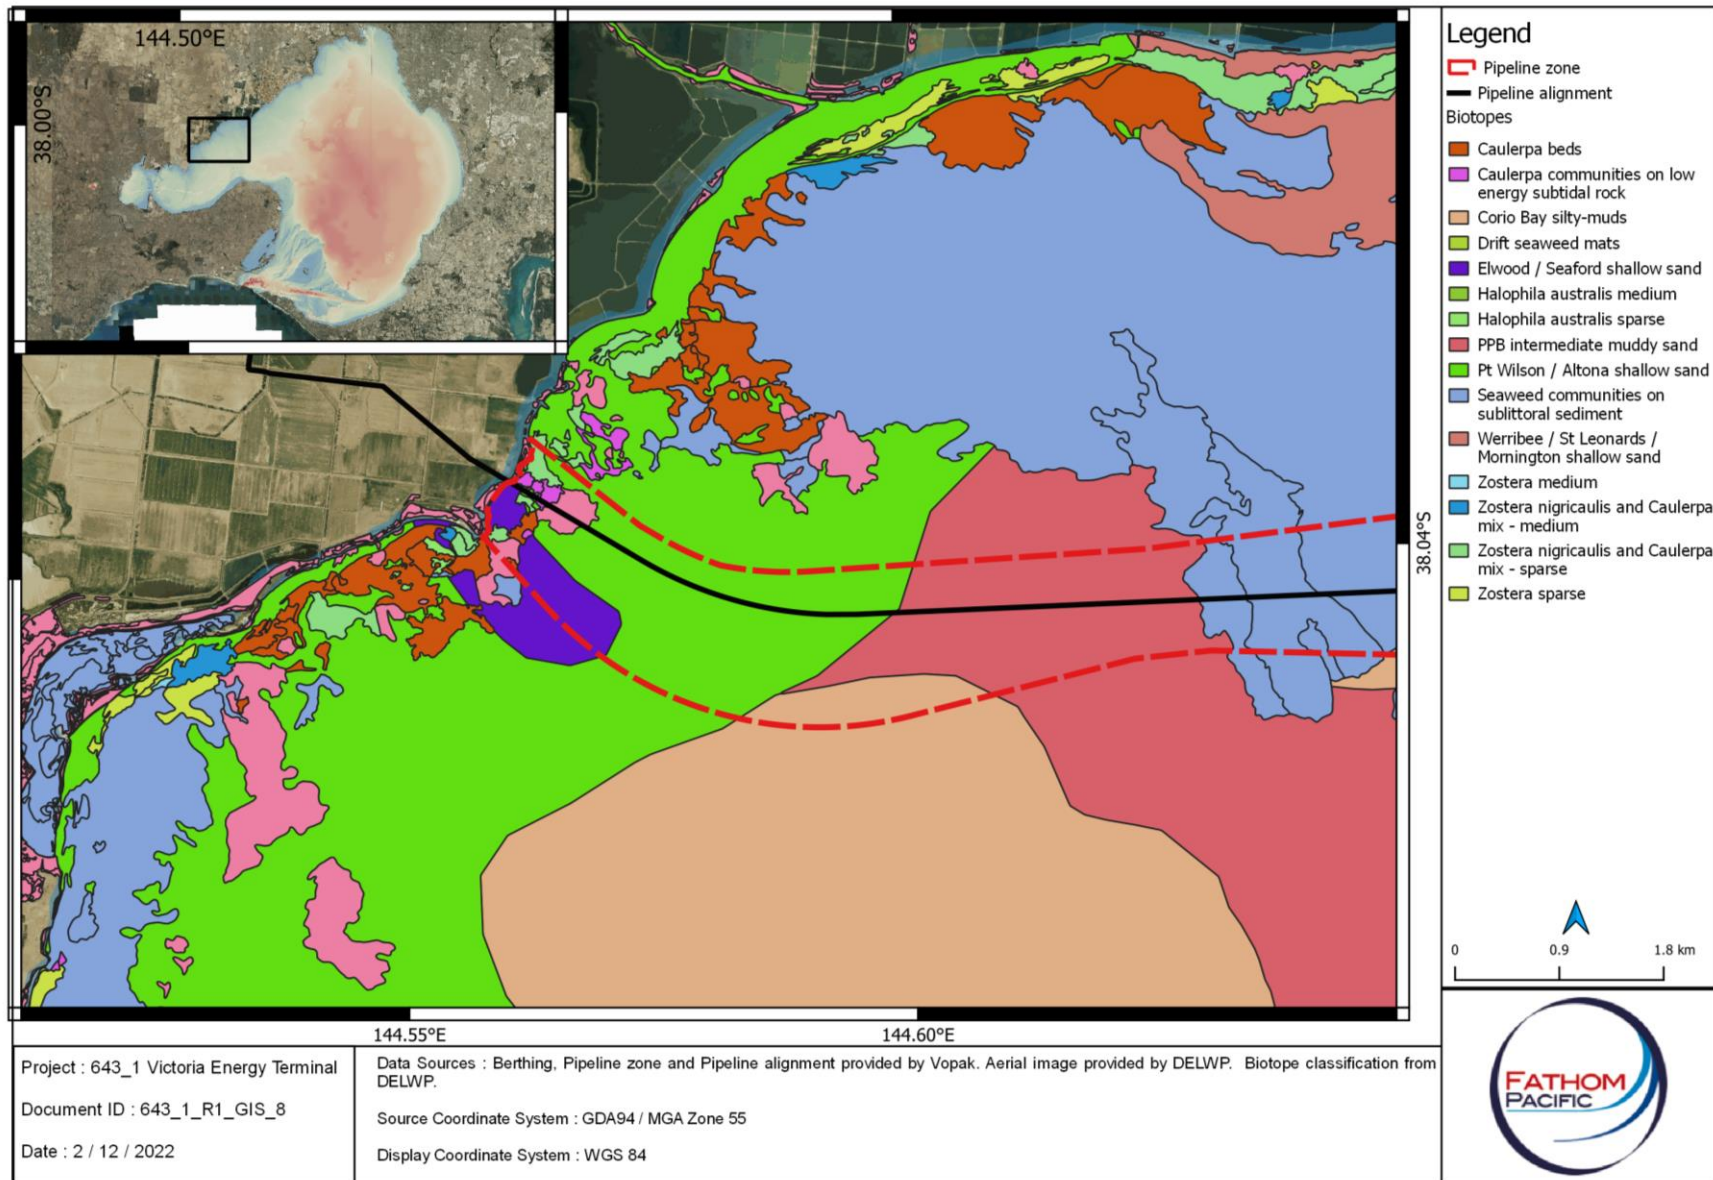 144.50°E
38.00°S
38.04°S
144.55°E
144.60°E
Legend
Pipeline zone
Pipeline alignment
Biotopes
Caulerpa beds
Caulerpa communities on low
energy subtidal rock
Corio Bay silty-muds
Drift seaweed mats
Elwood / Seaford shallow sand
Halophila australis medium
Halophila australis sparse
PPB intermediate muddy sand
Pt Wilson / Altona shallow sand
Seaweed communities on
sublittoral sediment
Werribee / St Leonards /
Mornington shallow sand
Zostera medium
Zostera nigricaulis and Caulerpa
mix - medium
Zostera nigricaulis and Caulerpa
mix - sparse
Zostera sparse
0 0.9 1.8 km
Project : 643_1 Victoria Energy Terminal
Document ID : 643_1_R1_GIS_8
Date : 2 / 12 / 2022
Data Sources : Berthing, Pipeline zone and Pipeline alignment provided by Vopak. Aerial image provided by DELWP. Biotope classification from
DELWP.
Source Coordinate System : GDA94 / MGA Zone 55
Display Coordinate System : WGS 84
FATHOM
PACIFIC